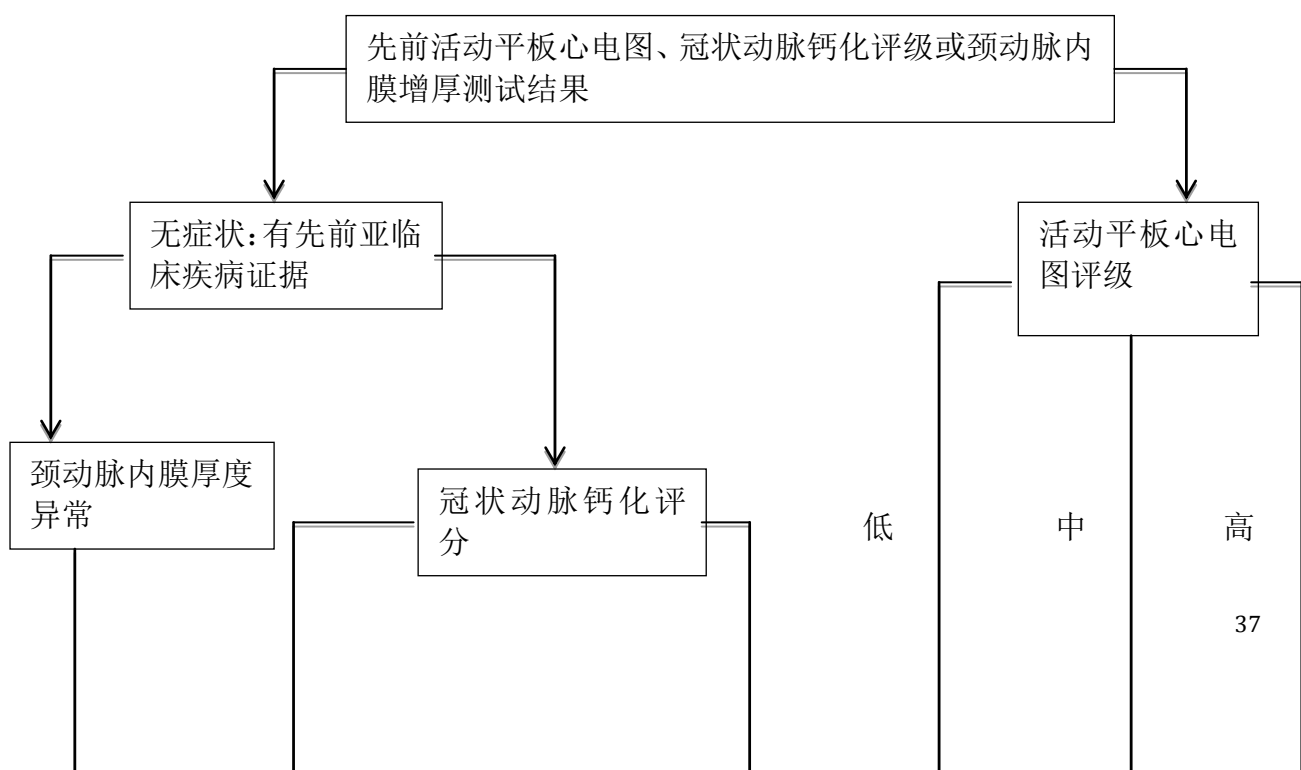 先前活动平板心电图、冠状动脉钙化评级或颈动脉内
膜增厚测试结果
无症状:有先前亚临
床疾病证据
活动平板心电
图评级
颈动脉内膜厚度
异常
冠状动脉钙化评
分
低 中 高
37